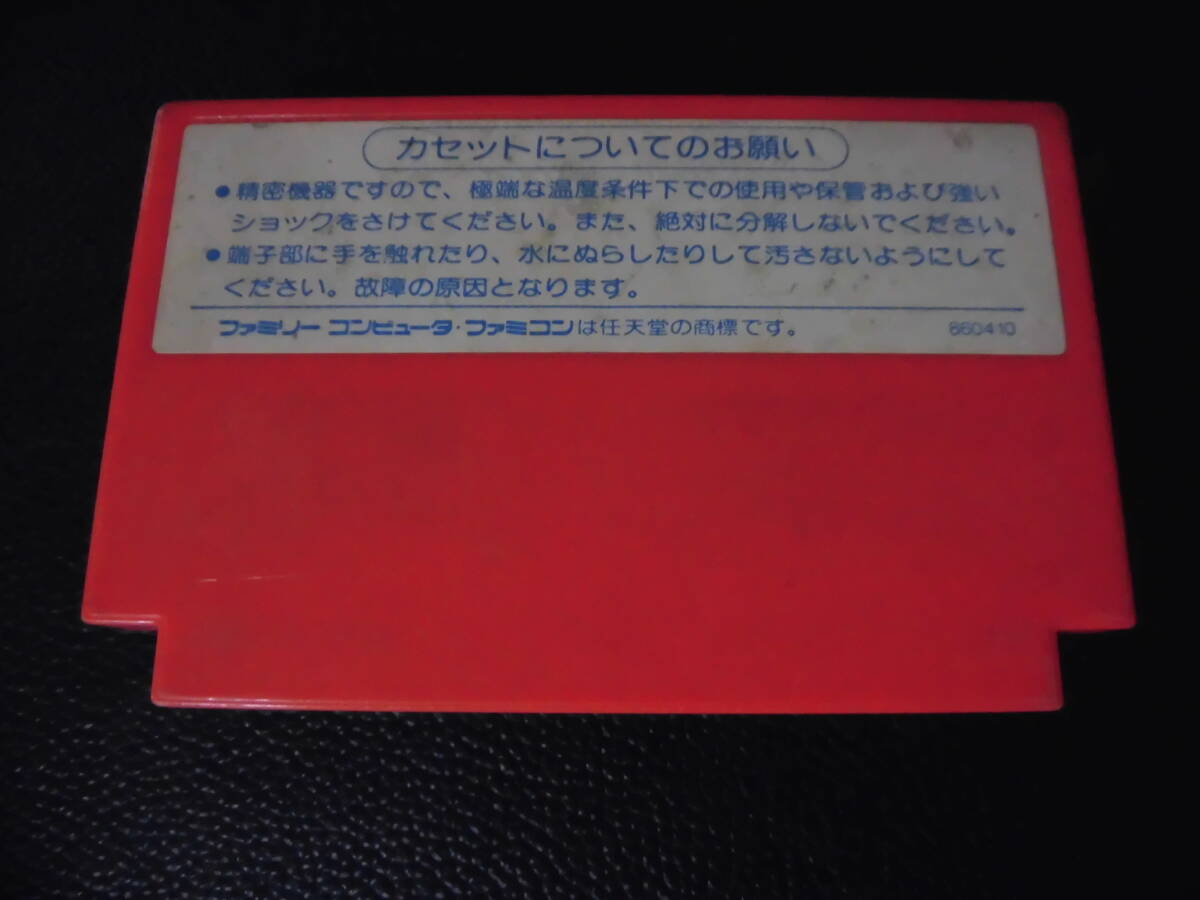 カセットについてのお願い
●精密機器ですので、極端な温度条件下での使用や保管および強い
ショックをさけてください。また、絶対に分解しないでください。
●端子部に手を触れたり、水にぬらしたりして汚さないようにして
ください。故障の原因となります。
ファミリーコンピュータ・ファミコンは任天堂の商標です。 860410